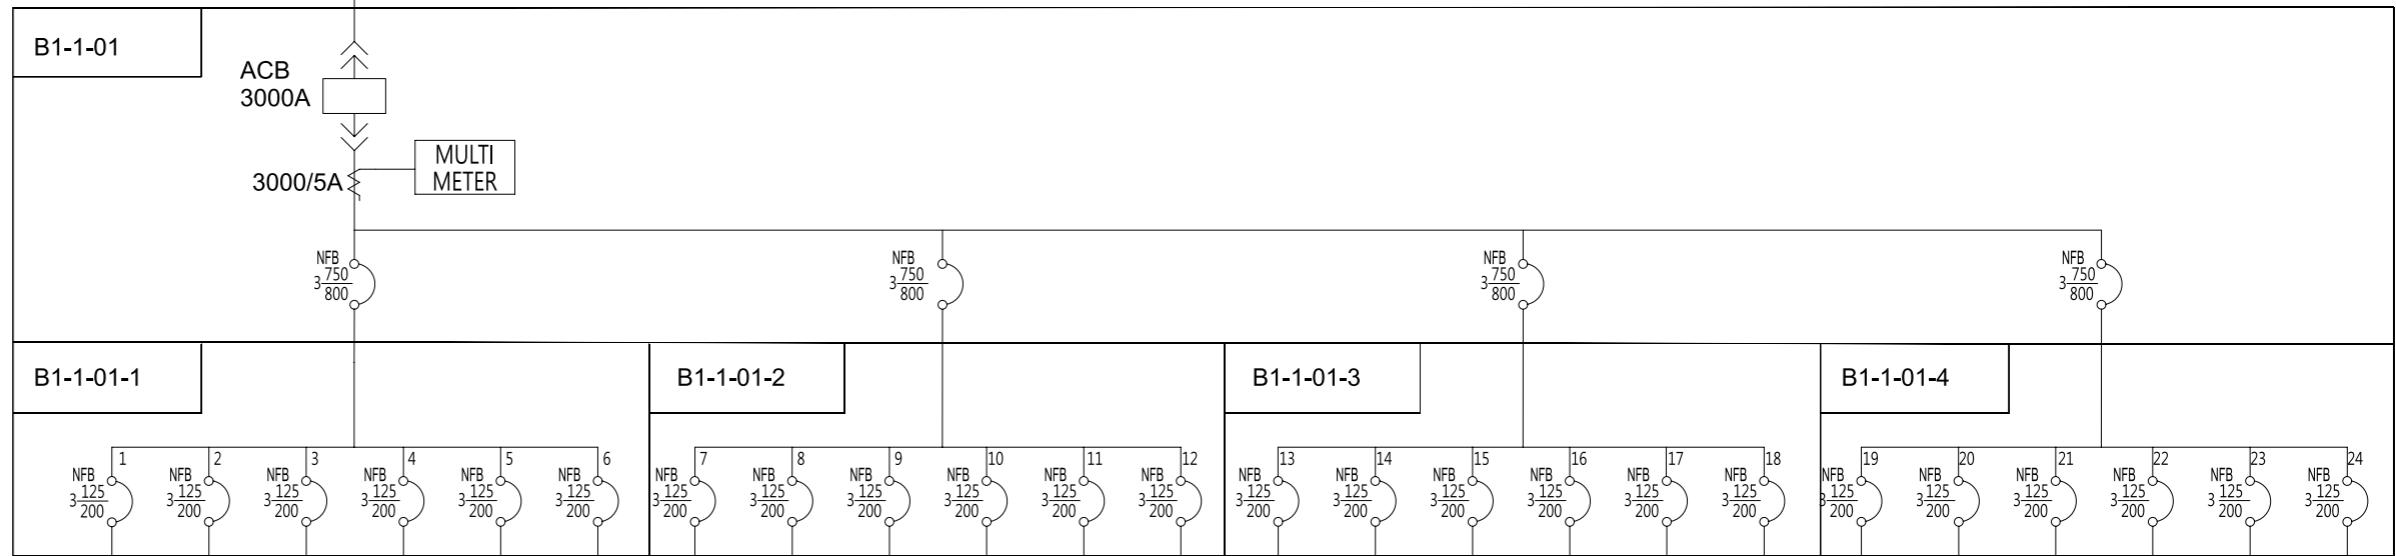 B1-1-01
ACB
3000A
MULTI
METER
3000/5A
NFB
3 750
800
NFB
3 750
800
NFB
3 750
800
NFB
3 750
800
B1-1-01-1
B1-1-01-2
B1-1-01-3
B1-1-01-4
1
NFB
3 125
200
2
NFB
3 125
200
3
NFB
3 125
200
4
NFB
3 125
200
5
NFB
3 125
200
6
NFB
3 125
200
7
NFB
3 125
200
8
NFB
3 125
200
9
NFB
3 125
200
10
NFB
3 125
200
11
NFB
3 125
200
12
NFB
3 125
200
13
NFB
3 125
200
14
NFB
3 125
200
15
NFB
3 125
200
16
NFB
3 125
200
17
NFB
3 125
200
18
NFB
3 125
200
19
NFB
3 125
200
20
NFB
3 125
200
21
NFB
3 125
200
22
NFB
3 125
200
23
NFB
3 125
200
24
NFB
3 125
200